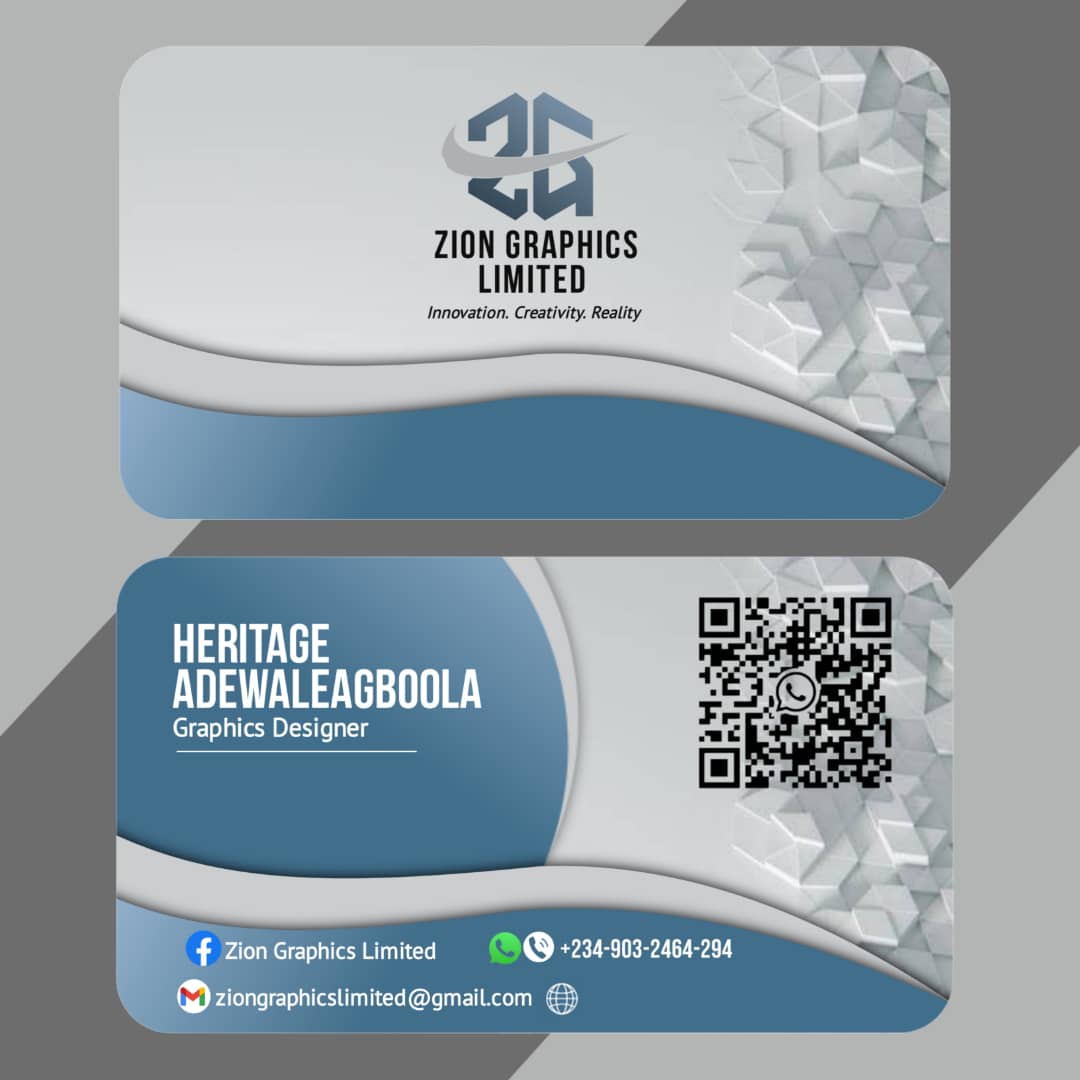 ZG
ZION GRAPHICS
LIMITED
Innovation. Creativity. Reality
HERITAGE
ADEWALEAGBOOLA
Graphics Designer
Zion Graphics Limited
+234-903-2464-294
ziongraphicslimited@gmail.com